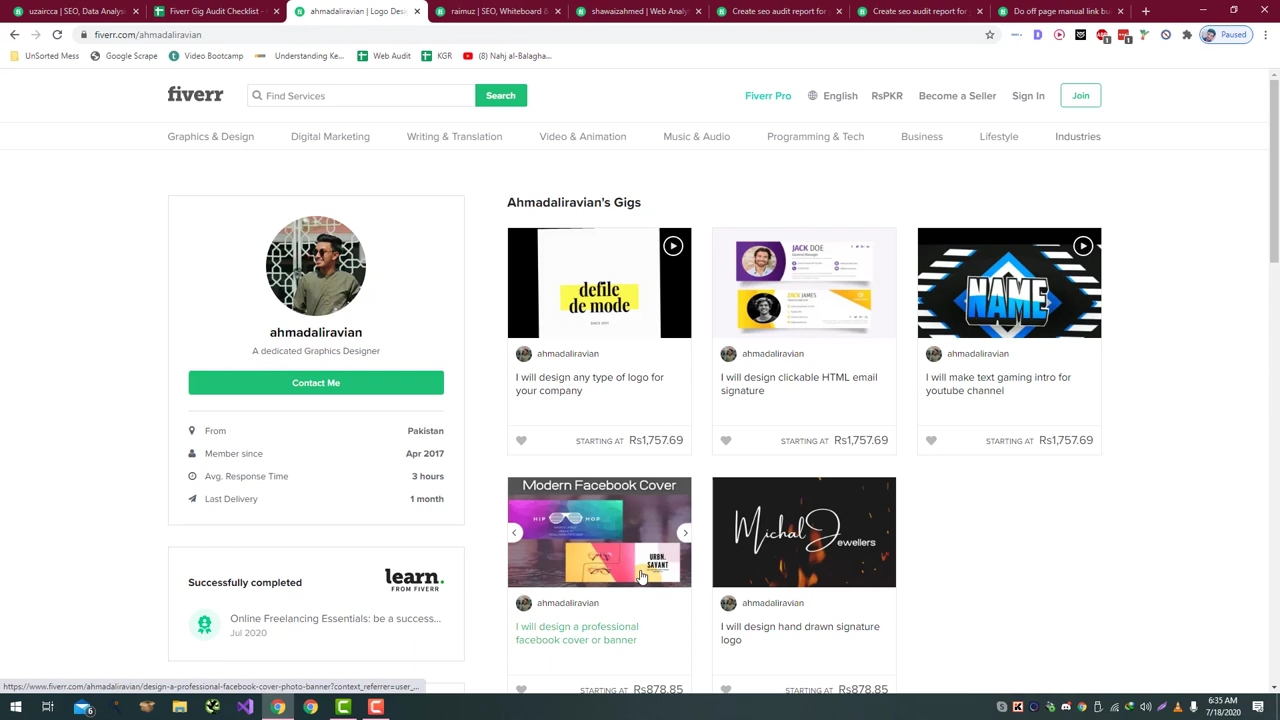 uzaircca | SEO, Data Analys
Fiverr Gig Audit Checklist -
ahmadaliravian | Logo Desi
raimuz | SEO, Whiteboard &
shawaizahmed | Web Analy
Create seo audit report for
Create seo audit report for
Do off page manual link bu
fiverr.com/ahmadaliravian
Paused
UnSorted Mess
Google Scrape
Video Bootcamp
Understanding Ke...
Web Audit
KGR
(8) Nahj al-Balagha...
fiverr
Find Services
Search
Fiverr Pro
English
RsPKR
Become a Seller
Sign In
Join
Graphics & Design
Digital Marketing
Writing & Translation
Video & Animation
Music & Audio
Programming & Tech
Business
Lifestyle
Industries
ahmadaliravian
A dedicated Graphics Designer
Contact Me
From Pakistan
Member since Apr 2017
Avg. Response Time 3 hours
Last Delivery 1 month
Successfully completed
learn.
FROM FIVERR
Online Freelancing Essentials: be a success...
Jul 2020
Ahmadaliravian's Gigs
defile
de mode
SINCE 2011
ahmadaliravian
I will design any type of logo for
your company
STARTING AT Rs1,757.69
JACK DOE
JACK JAMES
ahmadaliravian
I will design clickable HTML email
signature
STARTING AT Rs1,757.69
NAME
ahmadaliravian
I will make text gaming intro for
youtube channel
STARTING AT Rs1,757.69
Modern Facebook Cover
HIP HOP
URBN.
SAVANT
ahmadaliravian
I will design a professional
facebook cover or banner
STARTING AT Rs878.85
Michal Jewellers
ahmadaliravian
I will design hand drawn signature
logo
STARTING AT Rs878.85
https://www.fiverr.com/ahmadaliravian/design-a-professional-facebook-cover-photo-banner?context_referrer=user_...
6:35 AM
7/18/2020